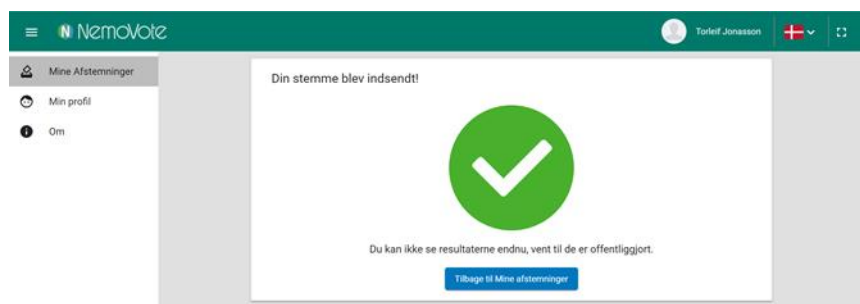 NemoVote
Torleif Jonasson
Mine Afstemninger
Min profil
Om
Din stemme blev indsendt!
Du kan ikke se resultaterne endnu, vent til de er offentliggjort.
Tilbage til Mine afstemninger